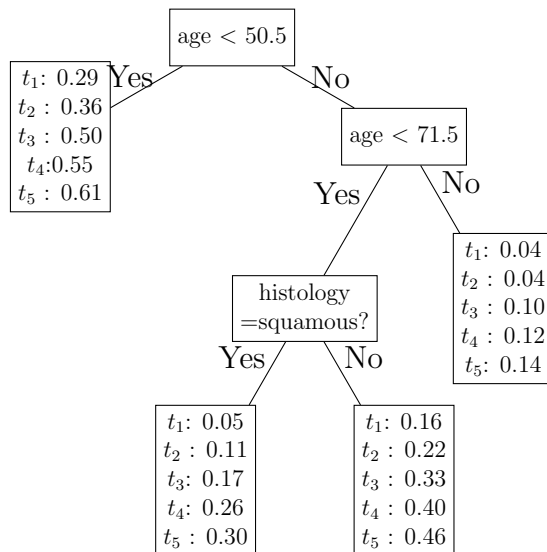 age < 50.5
Yes
No
t₁: 0.29
t₂ : 0.36
t₃ : 0.50
t₄:0.55
t₅ : 0.61
age < 71.5
Yes
No
t₁: 0.04
t₂ : 0.04
t₃ : 0.10
t₄ : 0.12
t₅: 0.14
histology
=squamous?
Yes
No
t₁: 0.05
t₂ : 0.11
t₃: 0.17
t₄: 0.26
t₅ : 0.30
t₁: 0.16
t₂ : 0.22
t₃ : 0.33
t₄ : 0.40
t₅ : 0.46